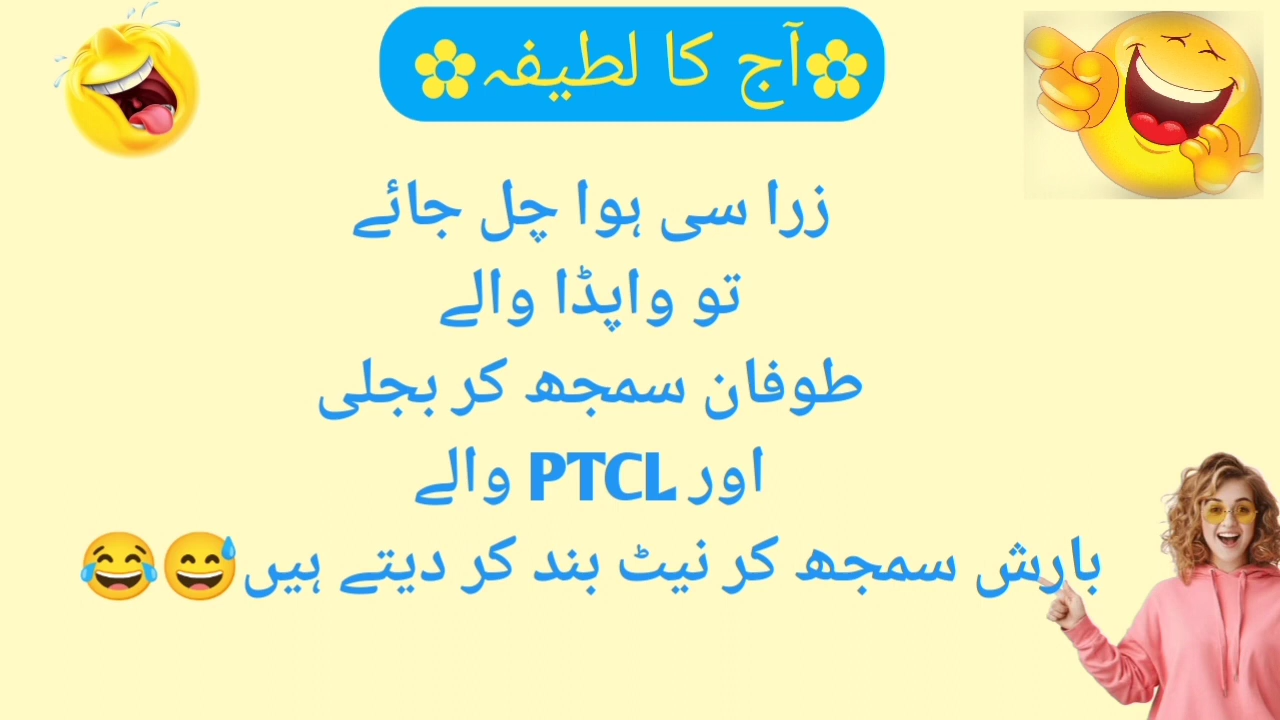 ✿آج کا لطیفہ✿
زرا سی ہوا چل جائے
تو واپڈا والے
طوفان سمجھ کر بجلی
اور PTCL والے
بارش سمجھ کر نیٹ بند کر دیتے ہیں😅😂